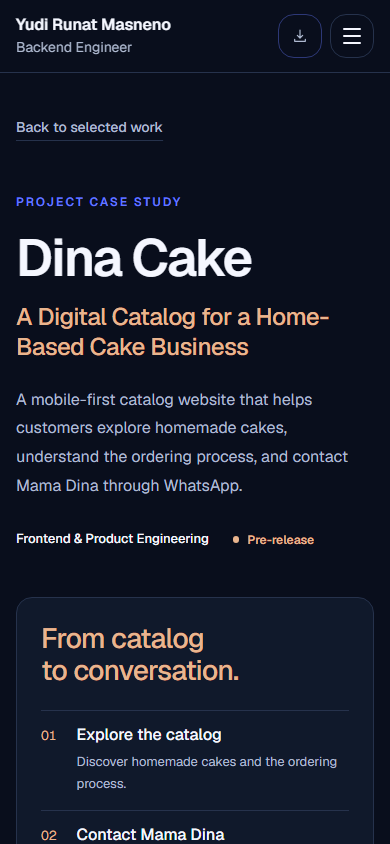 Yudi Runat Masneno
Backend Engineer
Back to selected work
PROJECT CASE STUDY
Dina Cake
A Digital Catalog for a Home-
Based Cake Business
A mobile-first catalog website that helps
customers explore homemade cakes,
understand the ordering process, and contact
Mama Dina through WhatsApp.
Frontend & Product Engineering
Pre-release
From catalog
to conversation.
01 Explore the catalog
Discover homemade cakes and the ordering
process.
02 Contact Mama Dina